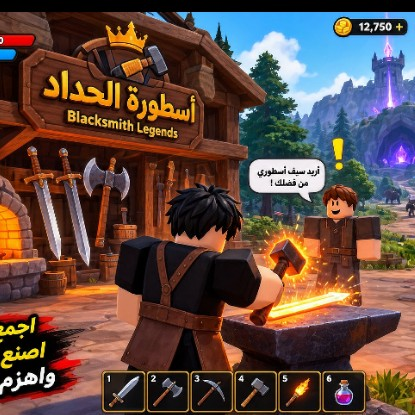 12,750 +
أسطورة الحداد
Blacksmith Legends
أريد سيف أسطوري
من فضلك !
!
اصنع
واهزم
1 2 3 4 5 6